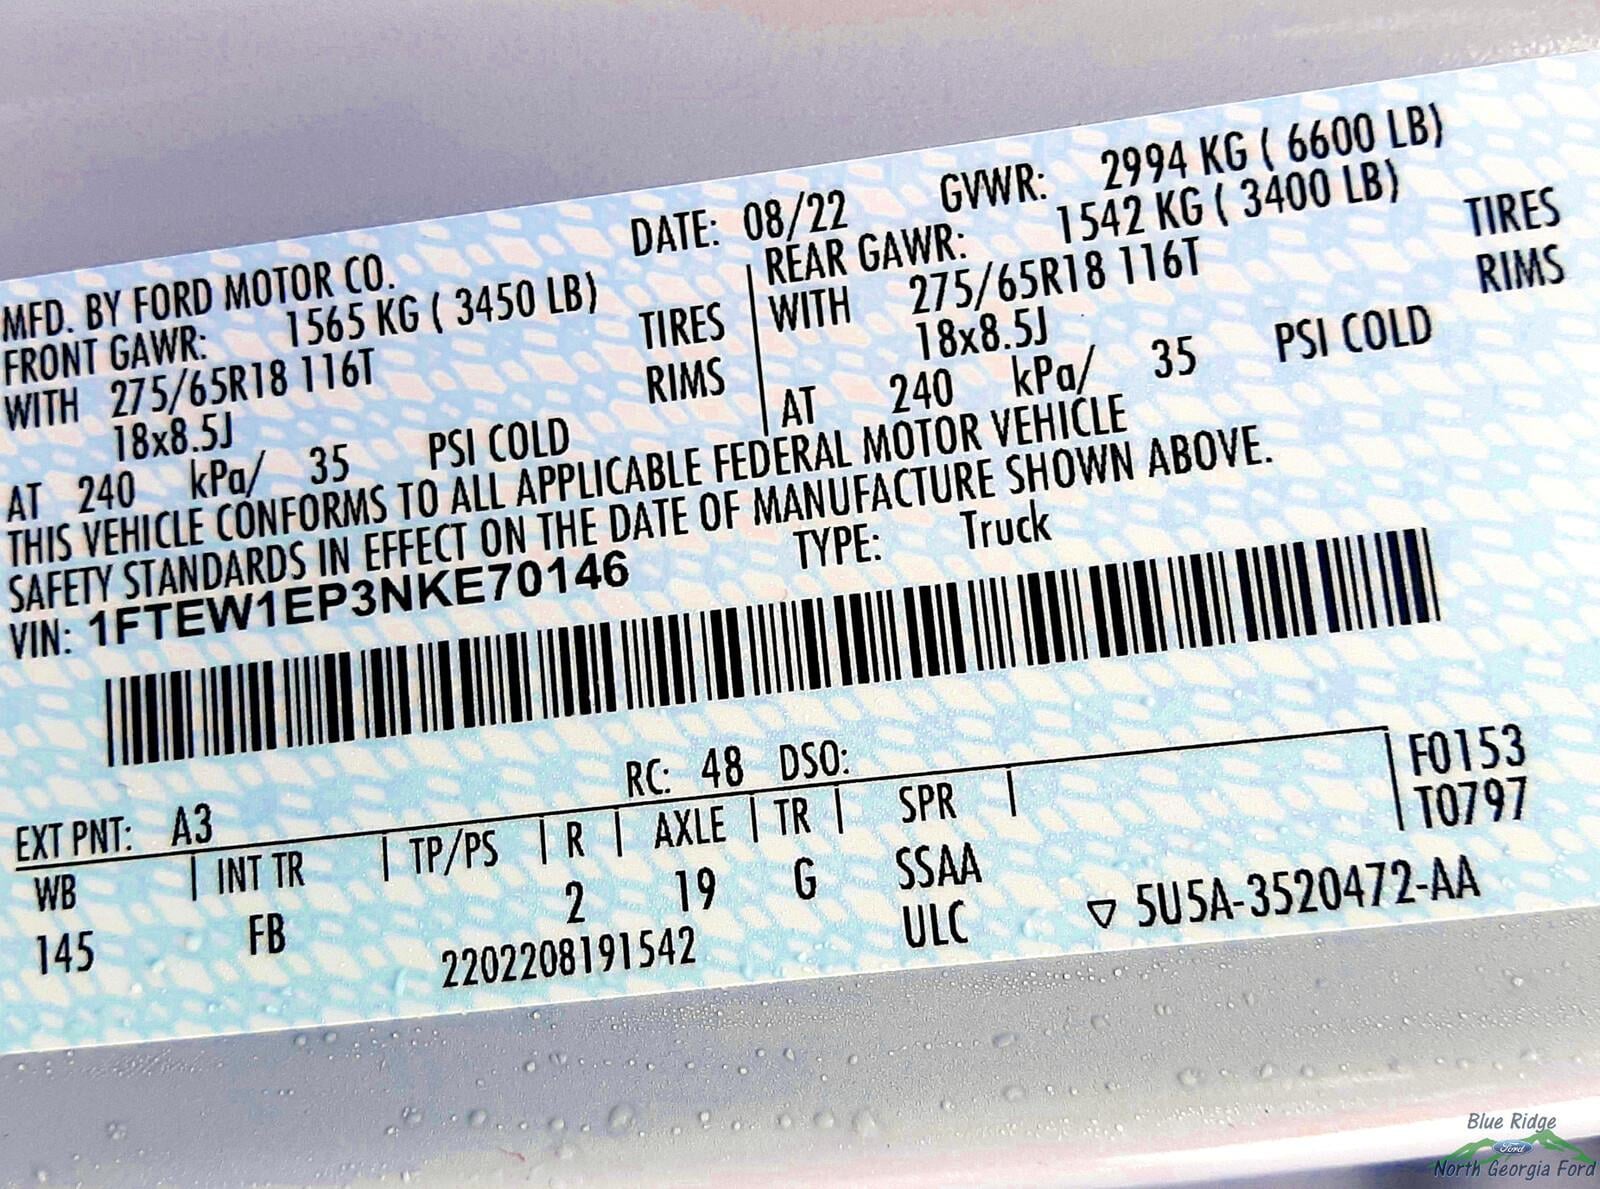 DATE: 08/22 GVWR: 2994 KG ( 6600 LB)
MFD. BY FORD MOTOR CO.
FRONT GAWR: 1565 KG ( 3450 LB)
WITH 275/65R18 116T TIRES
18x8.5J RIMS
AT 240 kPa/ 35 PSI COLD
REAR GAWR: 1542 KG ( 3400 LB)
WITH 275/65R18 116T TIRES
18x8.5J RIMS
AT 240 kPa/ 35 PSI COLD
THIS VEHICLE CONFORMS TO ALL APPLICABLE FEDERAL MOTOR VEHICLE
SAFETY STANDARDS IN EFFECT ON THE DATE OF MANUFACTURE SHOWN ABOVE.
VIN: 1FTEW1EP3NKE70146 TYPE: Truck
EXT PNT: A3 RC: 48 DSO: F0153
WB INT TR TP/PS R AXLE TR SPR T0797
145 FB 2 19 G SSAA
2202208191542 ULC ▽ 5U5A-3520472-AA
Blue Ridge
Ford
North Georgia Ford